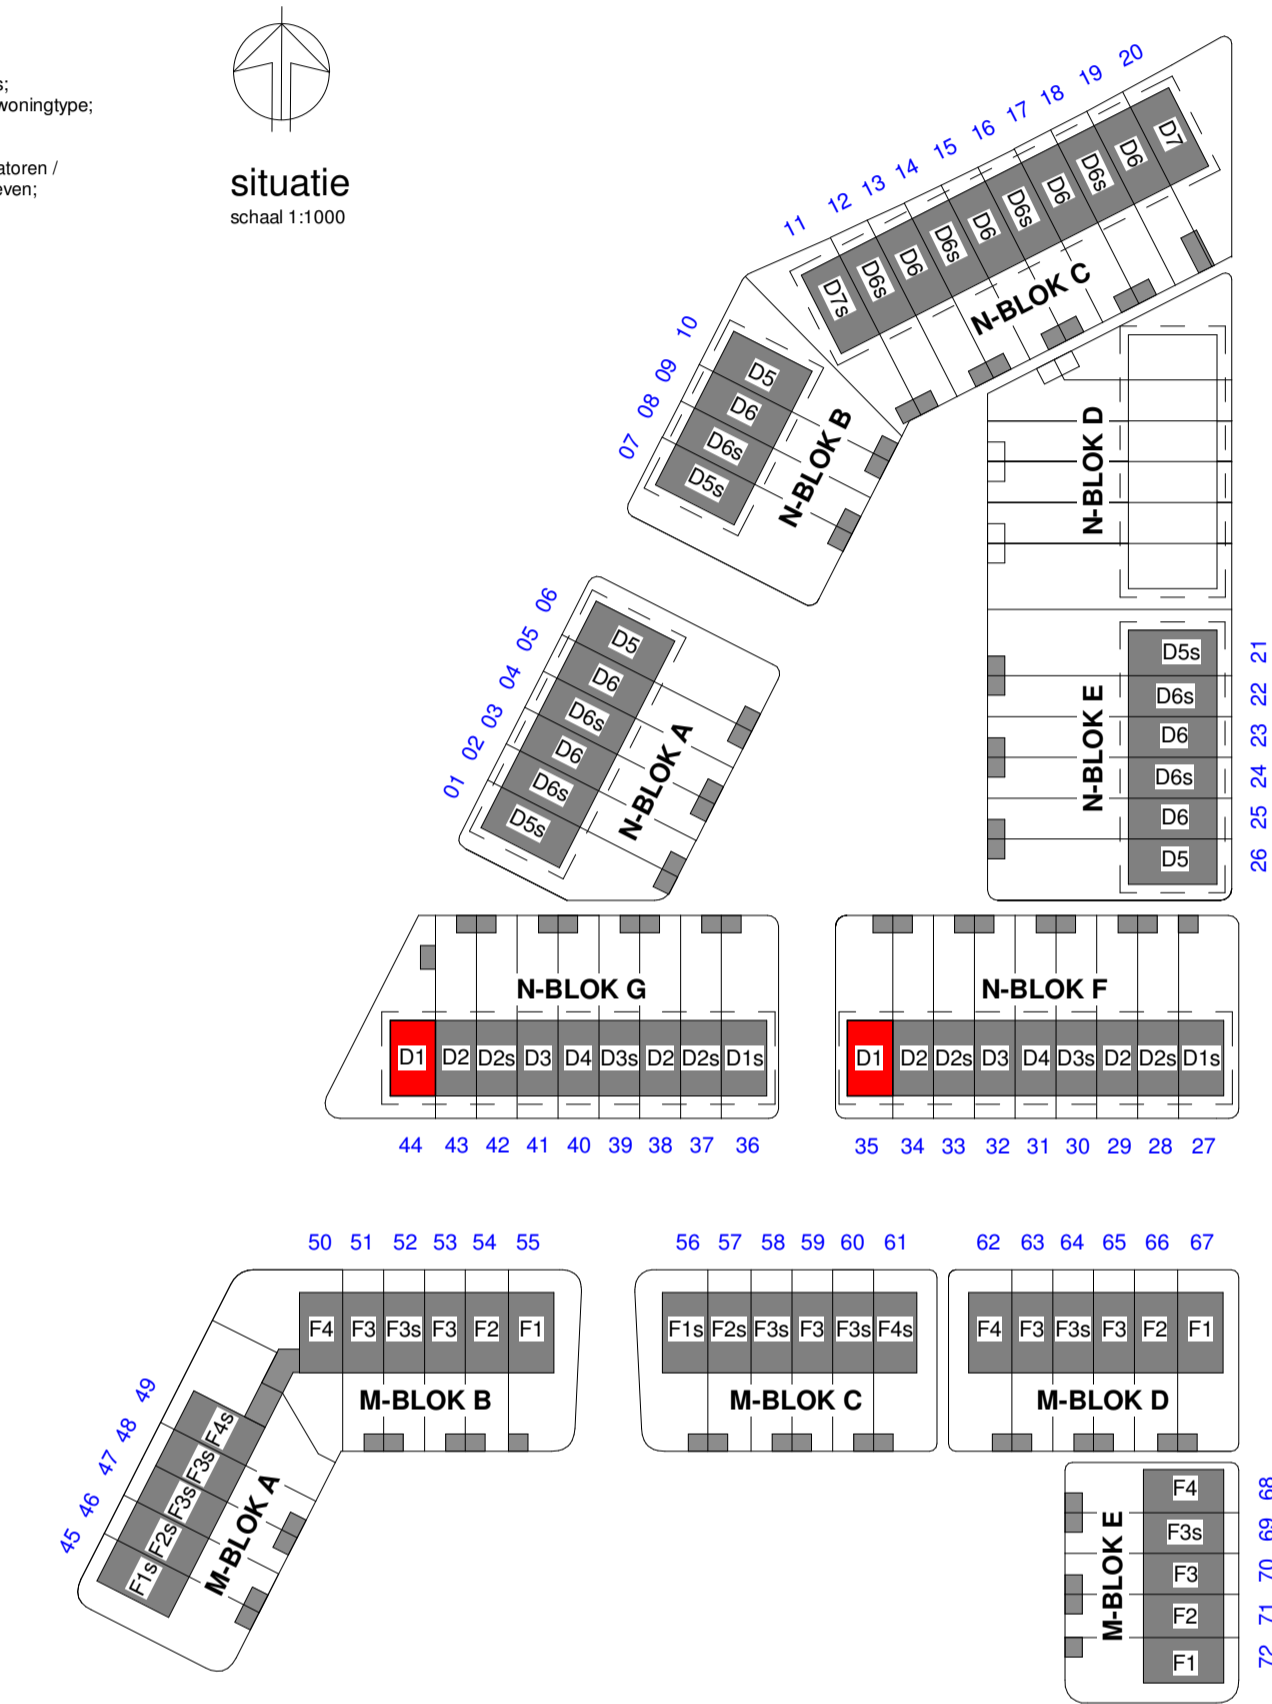 s;
woningtype;
atoren /
even;
situatie
schaal 1:1000
11 12 13 14 15 16 17 18 19 20
D7s D6s D6 D6s D6 D6s D6 D6s D6 D7
N-BLOK C
07 08 09 10
D5
D6
D6s
D5s
N-BLOK B
N-BLOK D
01 02 03 04 05 06
D5
D6
D6s
D6
D6s
D5s
N-BLOK A
N-BLOK E
D5s 21
D6s 22
D6 23
D6s 24
D6 25
D5 26
N-BLOK G
D1 D2 D2s D3 D4 D3s D2 D2s D1s
44 43 42 41 40 39 38 37 36
N-BLOK F
D1 D2 D2s D3 D4 D3s D2 D2s D1s
35 34 33 32 31 30 29 28 27
50 51 52 53 54 55
F4 F3 F3s F3 F2 F1
M-BLOK B
56 57 58 59 60 61
F1s F2s F3s F3 F3s F4s
M-BLOK C
62 63 64 65 66 67
F4 F3 F3s F3 F2 F1
M-BLOK D
45 46 47 48 49
F1s F2s F3s F3s F4s
M-BLOK A
M-BLOK E
F4 68
F3s 69
F3 70
F2 71
F1 72